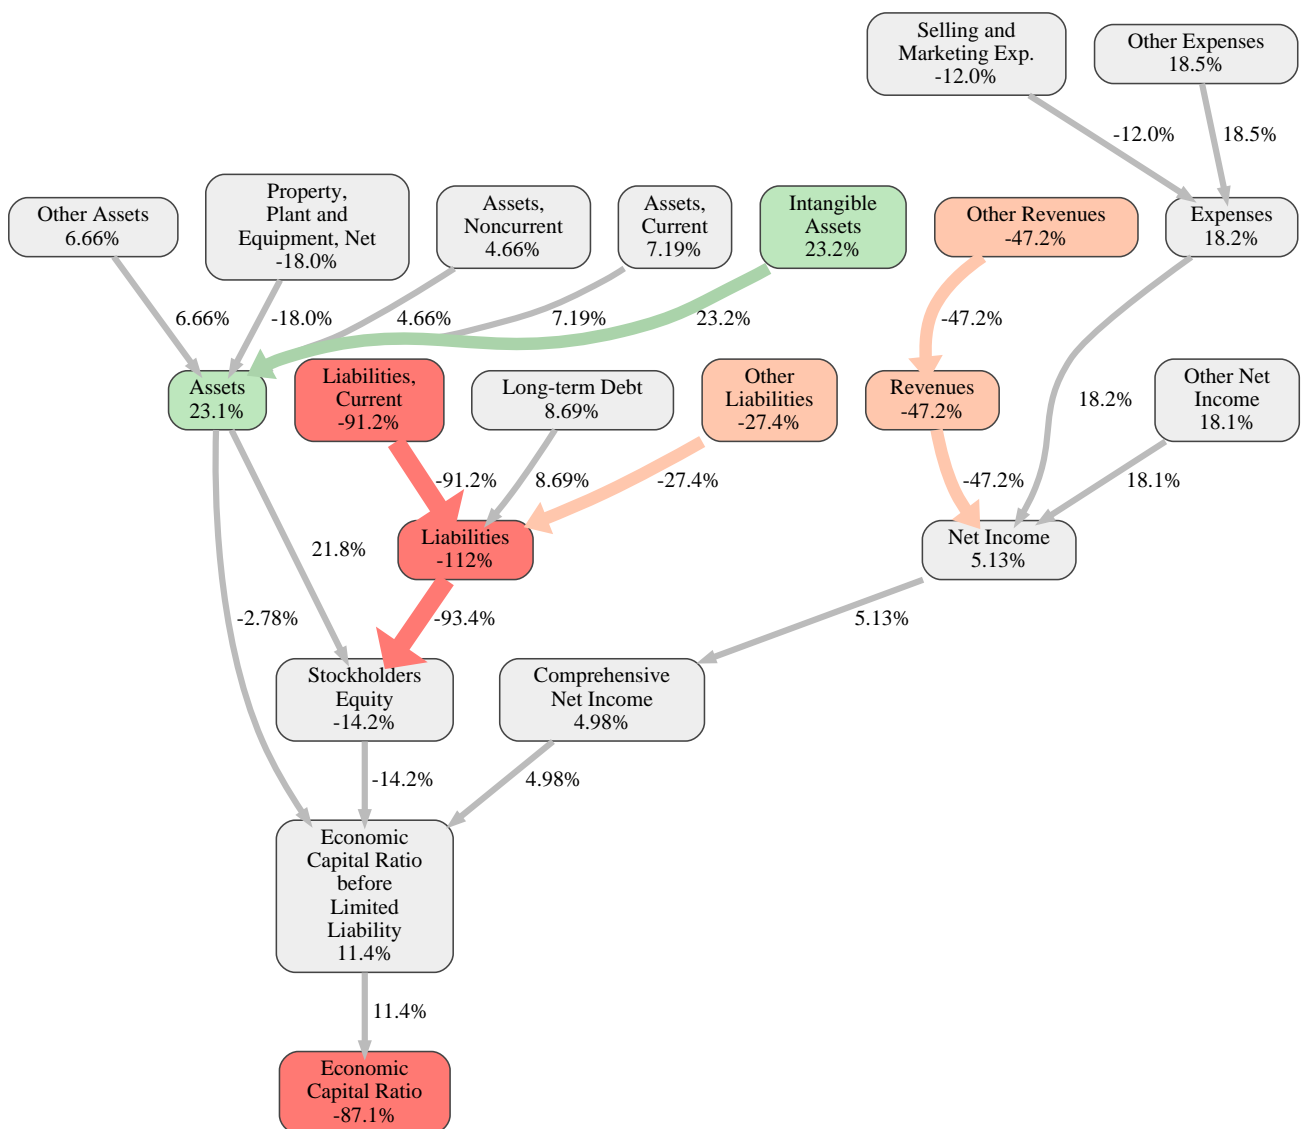 Selling and
Marketing Exp.
-12.0%
Other Expenses
18.5%
-12.0%
18.5%
Other Assets
6.66%
Property,
Plant and
Equipment, Net
-18.0%
Assets,
Noncurrent
4.66%
Assets,
Current
7.19%
Intangible
Assets
23.2%
Other Revenues
-47.2%
Expenses
18.2%
6.66%
-18.0%
4.66%
7.19%
23.2%
-47.2%
Assets
23.1%
Liabilities,
Current
-91.2%
Long-term Debt
8.69%
Other
Liabilities
-27.4%
Revenues
-47.2%
18.2%
Other Net
Income
18.1%
-91.2%
8.69%
-27.4%
-47.2%
18.1%
21.8%
Liabilities
-112%
Net Income
5.13%
-2.78%
-93.4%
5.13%
Stockholders
Equity
-14.2%
Comprehensive
Net Income
4.98%
-14.2%
4.98%
Economic
Capital Ratio
before
Limited
Liability
11.4%
11.4%
Economic
Capital Ratio
-87.1%